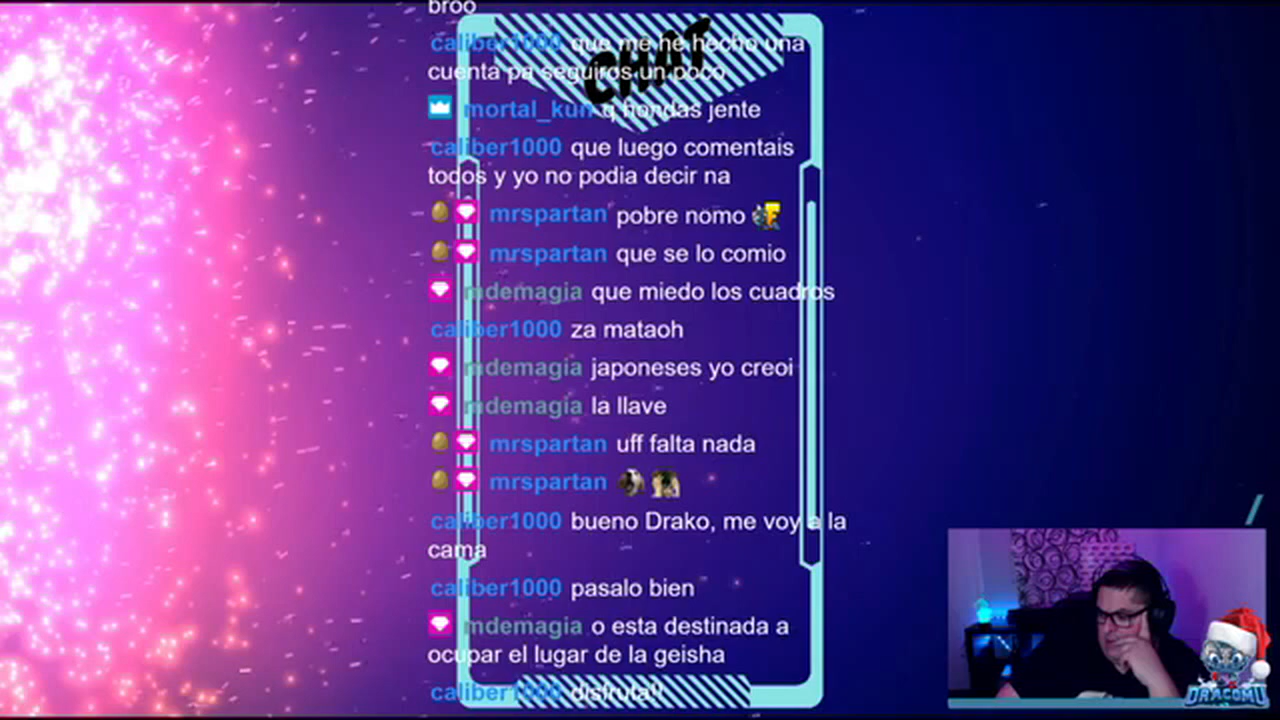 broo
CHAT
caliber1000 que me he hecho una
cuenta pa seguiros un poco
mortal_kun q hondas jente
caliber1000 que luego comentais
todos y yo no podia decir na
mrspartan pobre nomo
mrspartan que se lo comio
mdemagia que miedo los cuadros
caliber1000 za mataoh
mdemagia japoneses yo creoi
mdemagia la llave
mrspartan uff falta nada
mrspartan
caliber1000 bueno Drako, me voy a la
cama
caliber1000 pasalo bien
mdemagia o esta destinada a
ocupar el lugar de la geisha
caliber1000 disfruta!!
DRACOMU